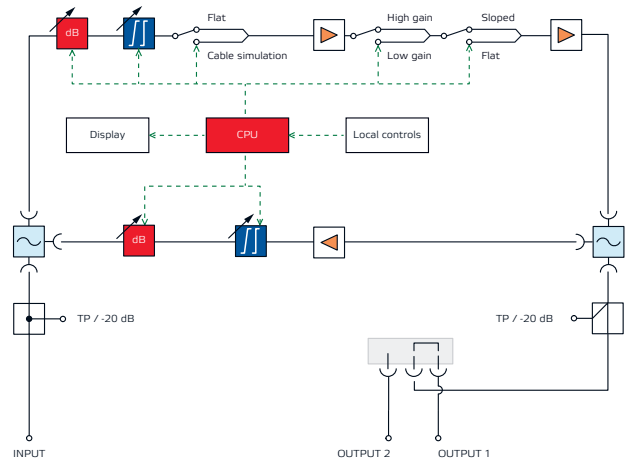 Flat
High gain
Sloped
dB
Cable simulation
Low gain
Flat
Display
CPU
Local controls
dB
TP / -20 dB
TP / -20 dB
INPUT
OUTPUT 2
OUTPUT 1